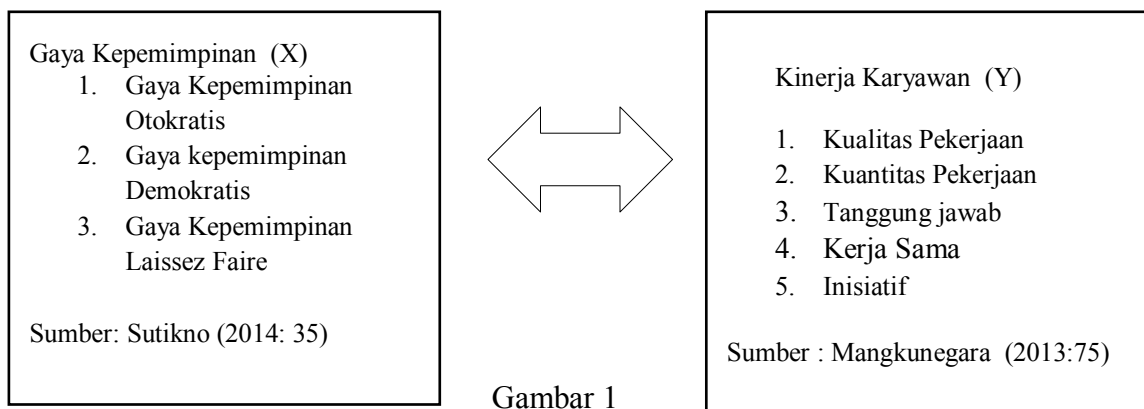 Gaya Kepemimpinan (X)
1. Gaya Kepemimpinan
Otokratis
2. Gaya kepemimpinan
Demokratis
3. Gaya Kepemimpinan
Laissez Faire
Sumber: Sutikno (2014: 35)
Kinerja Karyawan (Y)
1. Kualitas Pekerjaan
2. Kuantitas Pekerjaan
3. Tanggung jawab
4. Kerja Sama
5. Inisiatif
Sumber : Mangkunegara (2013:75)
Gambar 1